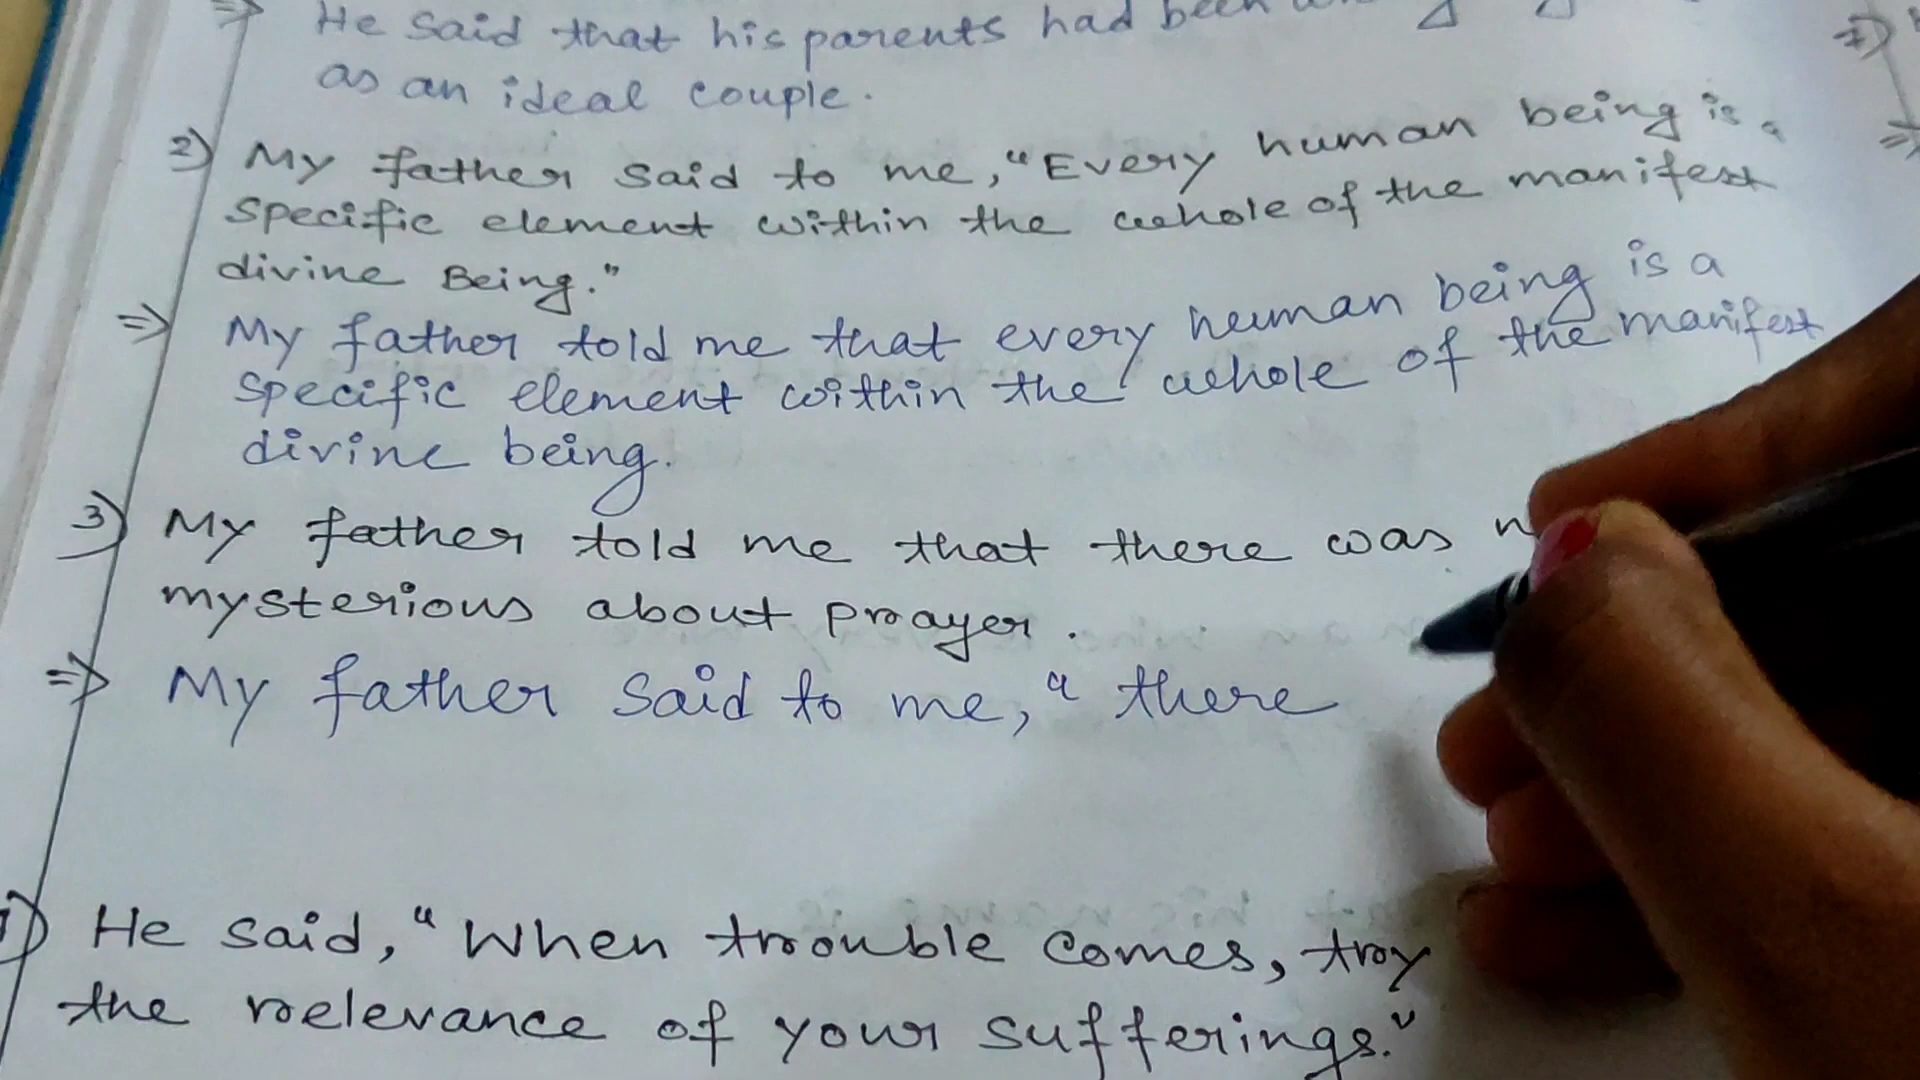 => He said that his parents had been
as an ideal couple.
2) My father said to me, "Every human being is a
specific element within the whole of the manifest
divine Being."
=> My father told me that every human being is a
specific element within the whole of the manifest
divine being.
3) My father told me that there was
mysterious about prayer.
=> My father said to me, "there
He said, "When trouble comes, try
the relevance of your sufferings."